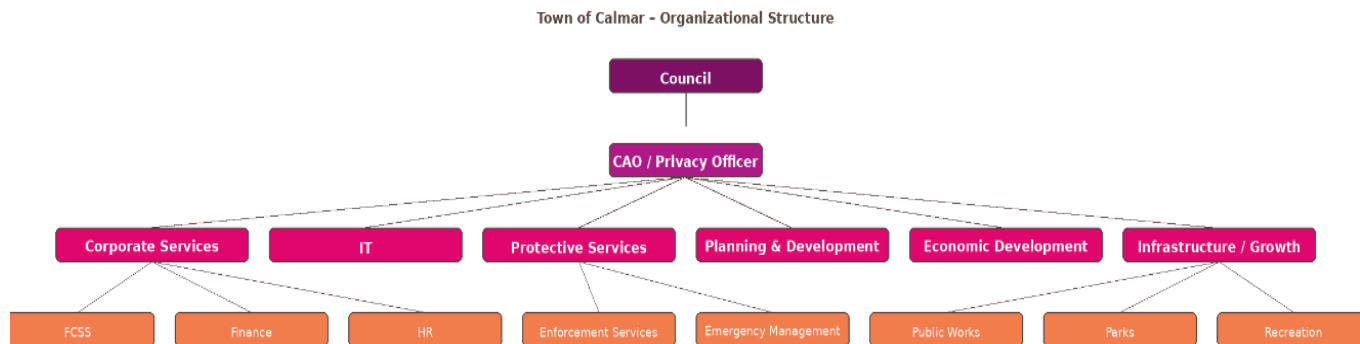 Town of Calmar - Organizational Structure
Council
CAO / Privacy Officer
Corporate Services
IT
Protective Services
Planning & Development
Economic Development
Infrastructure / Growth
FCSS
Finance
HR
Enforcement Services
Emergency Management
Public Works
Parks
Recreation